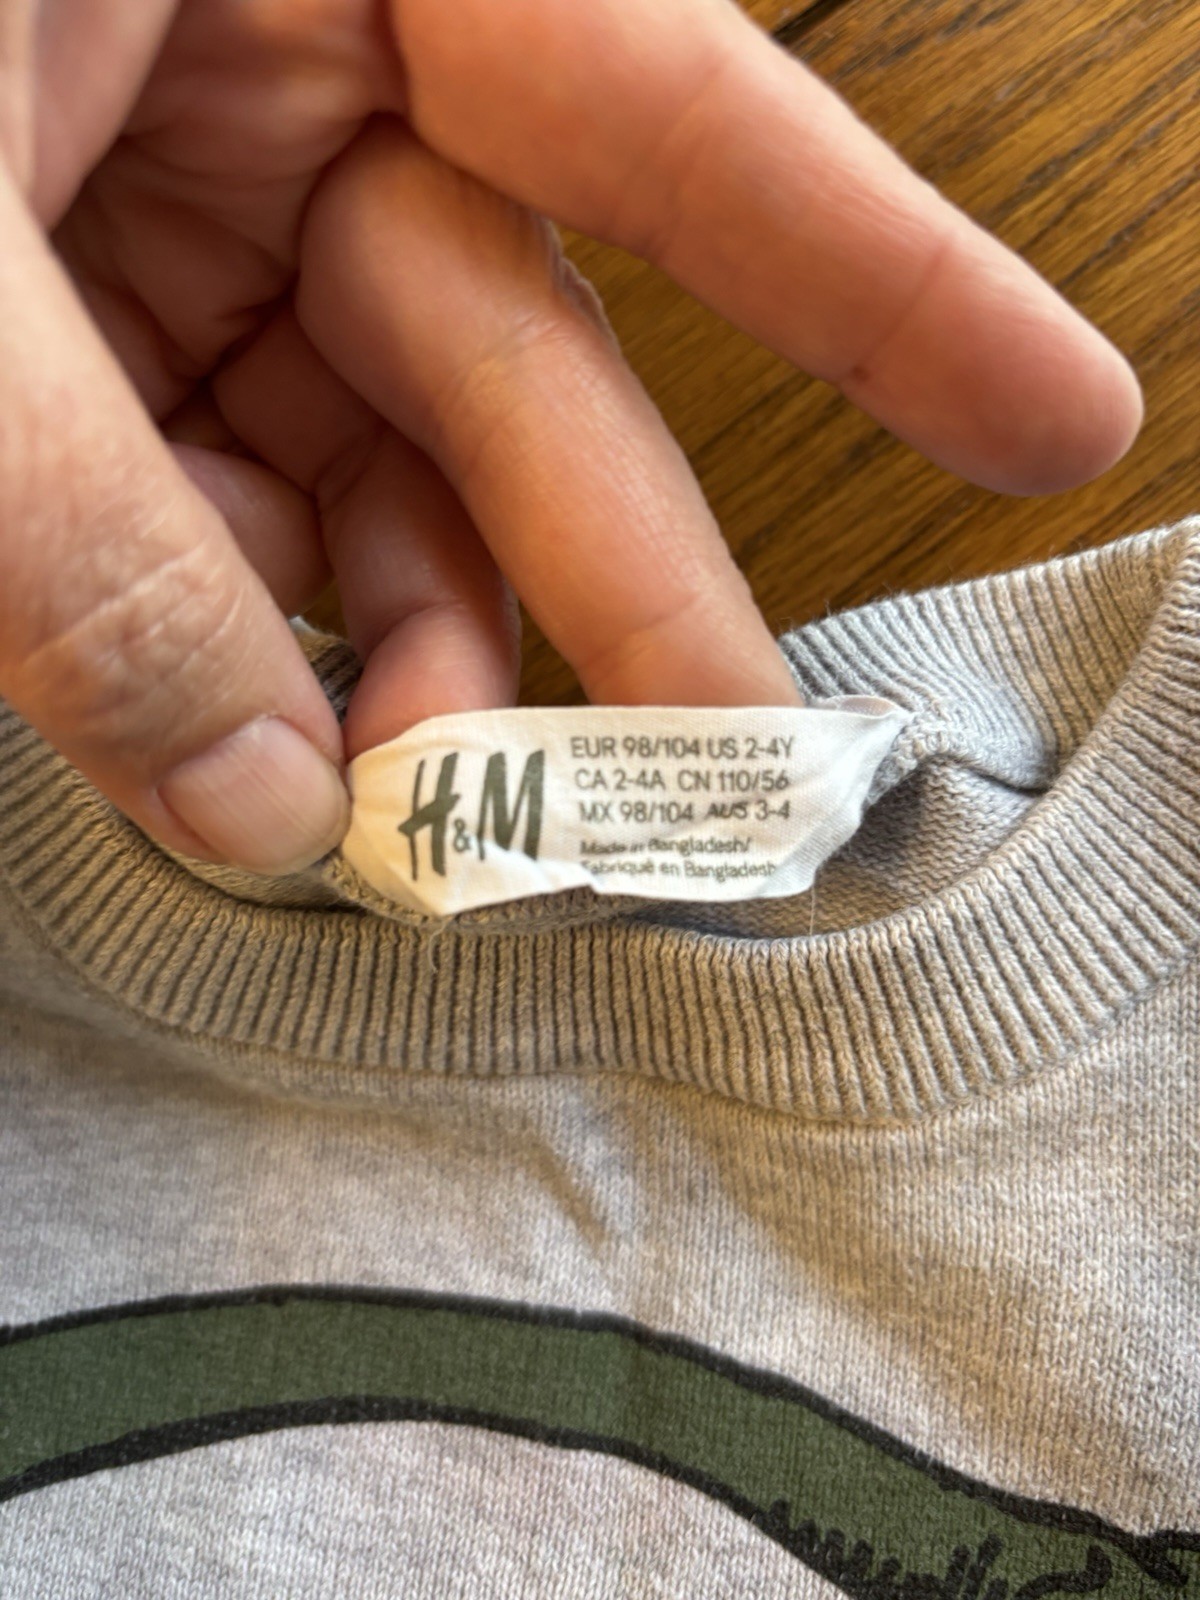 H&M
EUR 98/104 US 2-4Y
CA 2-4A CN 110/56
MX 98/104 AUS 3-4
Made in Bangladesh/
Fabriqué en Bangladesh